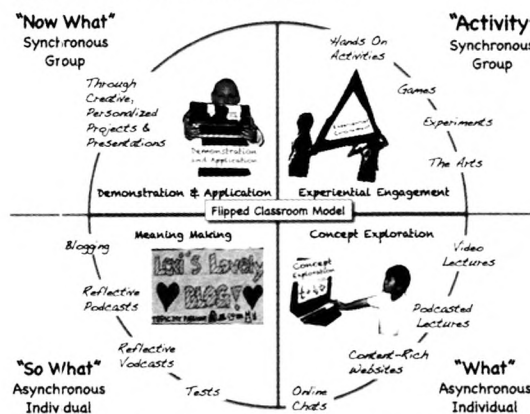 "Now What"
Synchronous
Group
Through
Creative,
Personalized
Projects &
Presentations
Demonstration
and Application
Demonstration & Application
"Activity"
Synchronous
Group
Hands On
Activities
Games
Experiments
The Arts
Experiential Engagement
Flipped Classroom Model
Meaning Making
Blogging
Reflective
Podcasts
Reflective
Vodcasts
Tests
Lexi's Lovely
BLOG!
"So What"
Asynchronous
Individual
Concept Exploration
Concept
Exploration
Video
Lectures
Podcasted
Lectures
Content-Rich
Websites
Online
Chats
"What"
Asynchronous
Individual